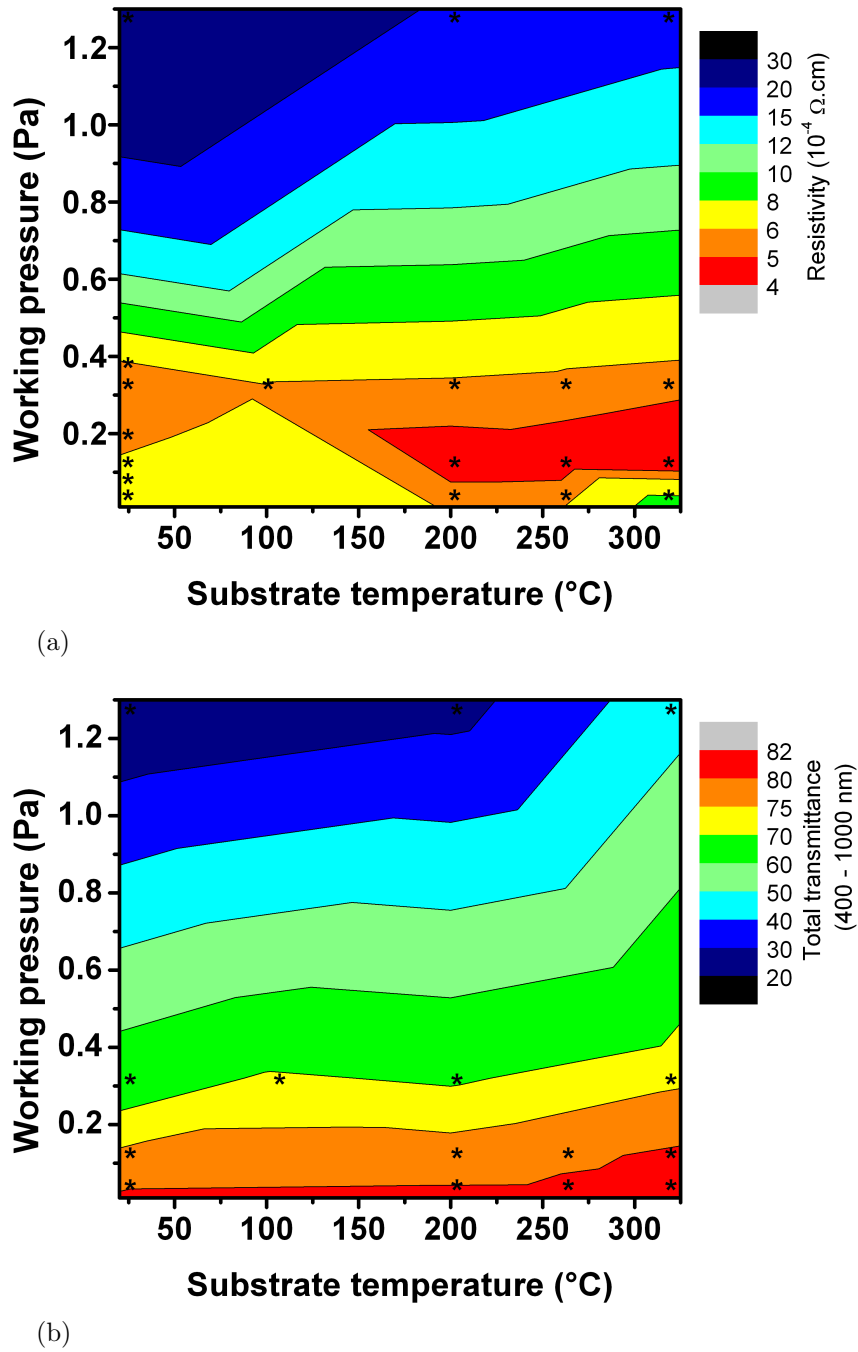 1.2
1.0
0.8
0.6
0.4
0.2
Working pressure (Pa)
50 100 150 200 250 300
Substrate temperature (°C)
30
20
15
12
10
8
6
5
4
Resistivity (10⁻⁴ Ω.cm)
(a)
1.2
1.0
0.8
0.6
0.4
0.2
Working pressure (Pa)
50 100 150 200 250 300
Substrate temperature (°C)
82
80
75
70
60
50
40
30
20
Total transmittance
(400 - 1000 nm)
(b)